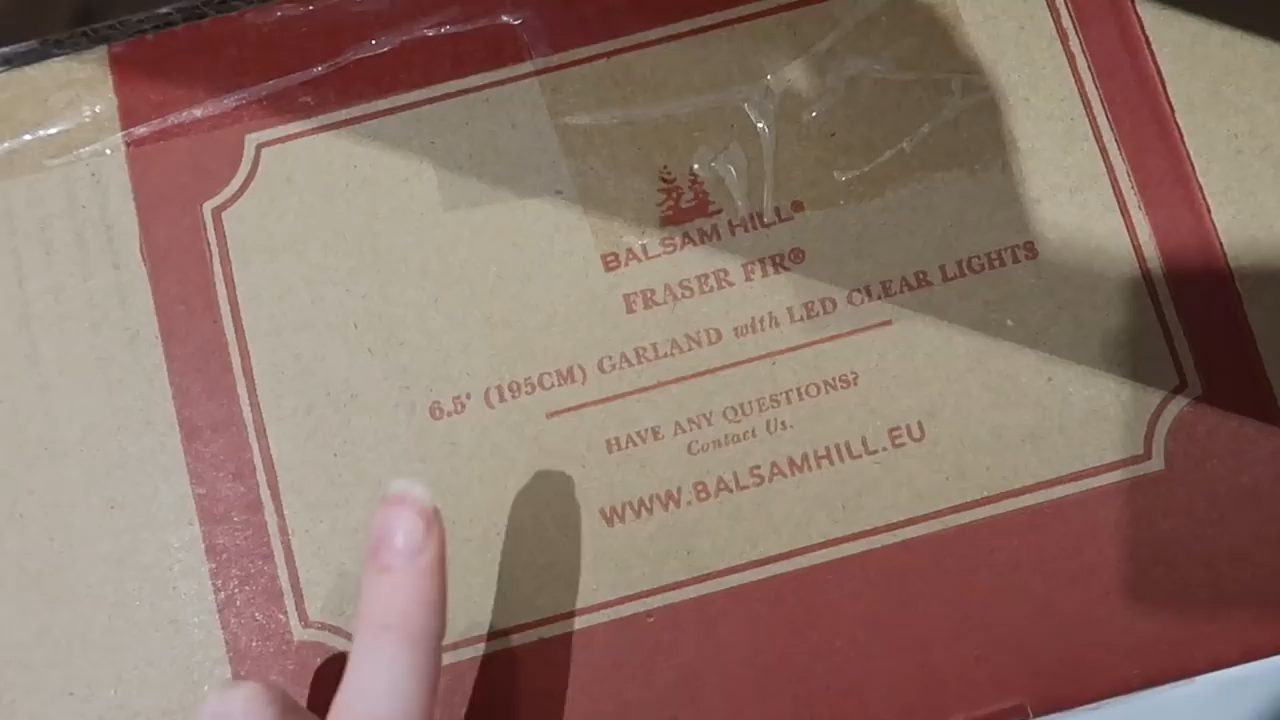 BALSAM HILL®
FRASER FIR®
6.5' (195CM) GARLAND with LED CLEAR LIGHTS
HAVE ANY QUESTIONS?
Contact Us.
WWW.BALSAMHILL.EU